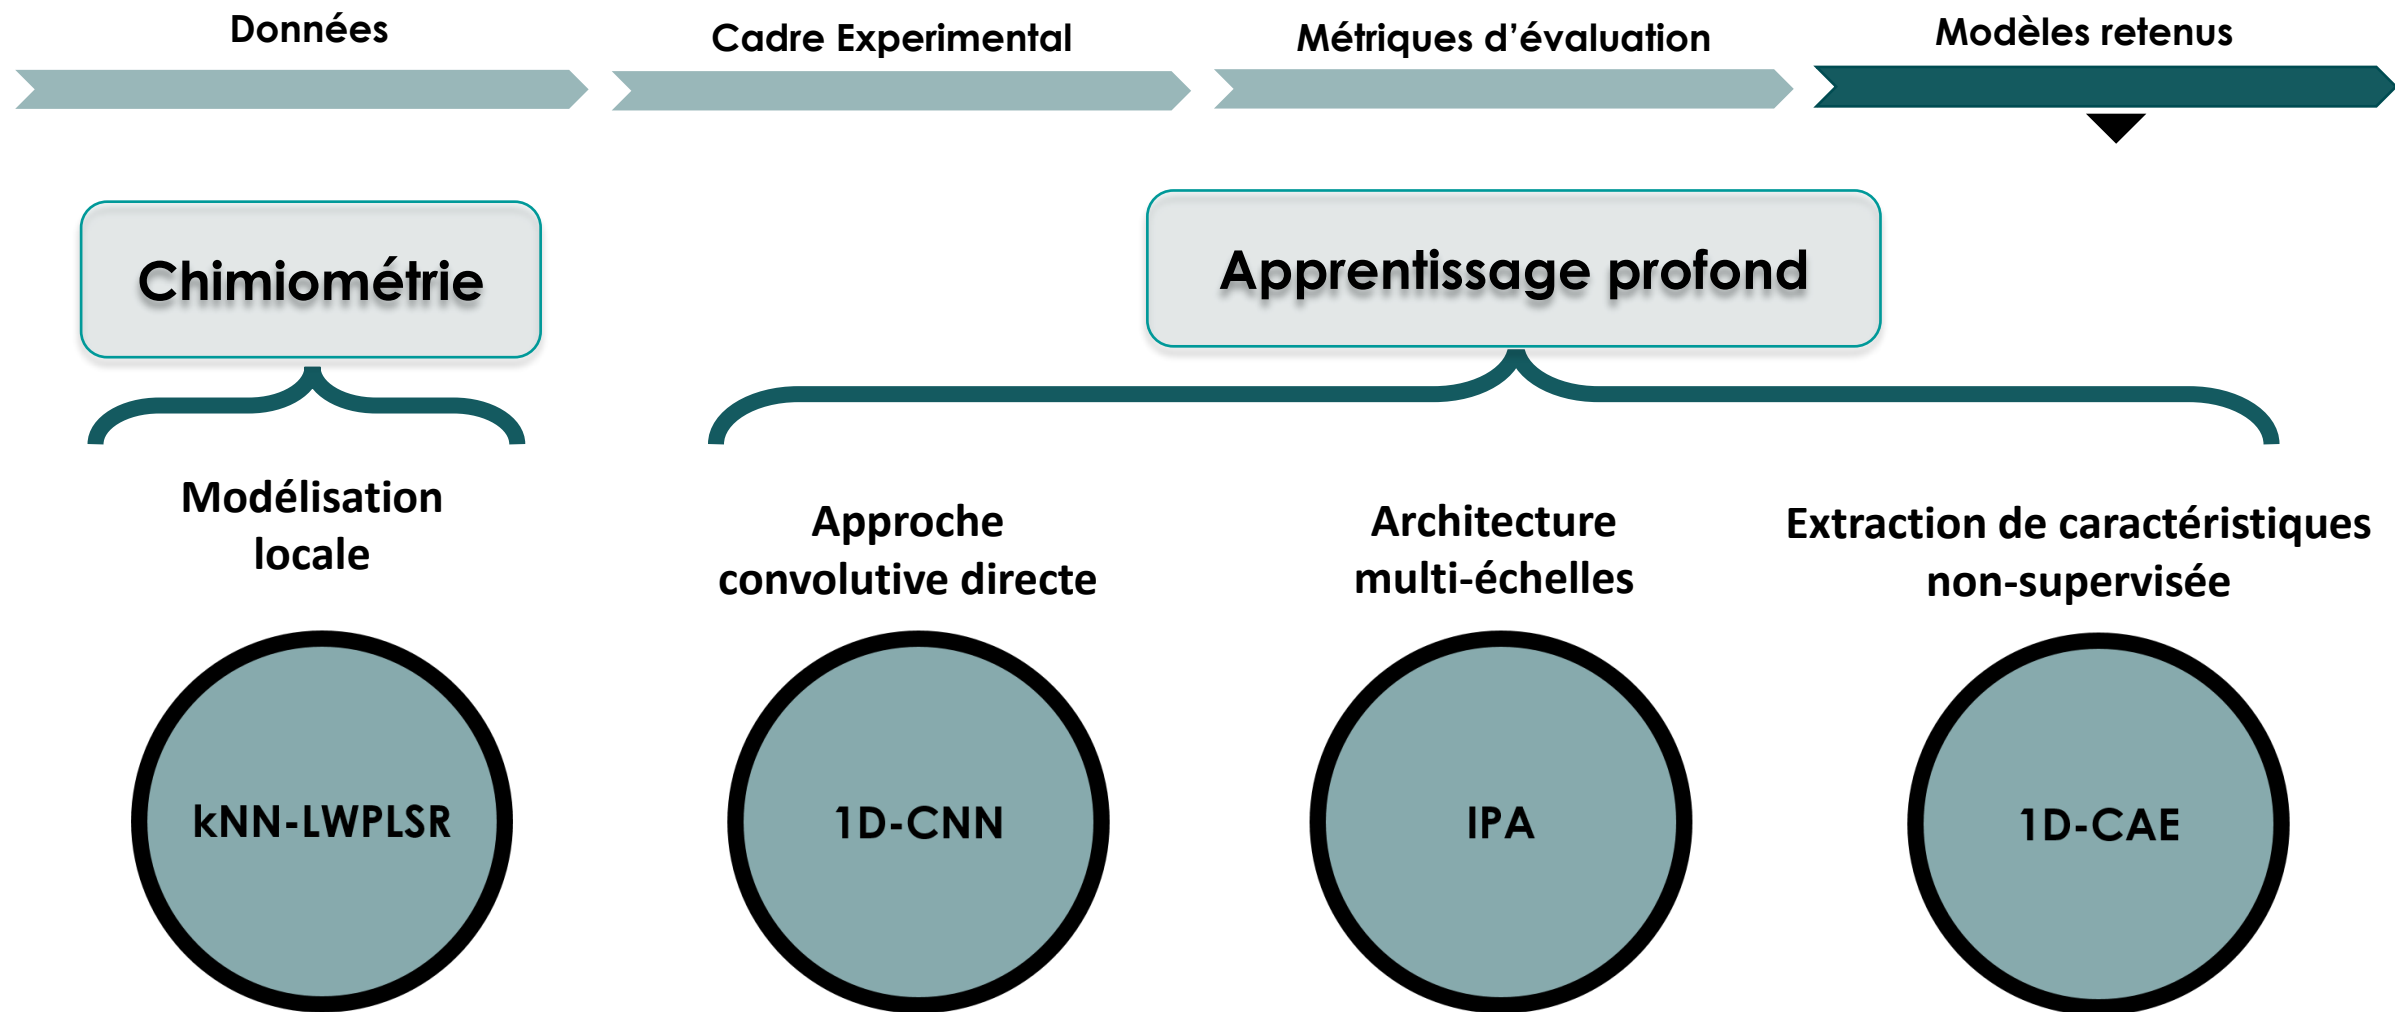 Données
Cadre Experimental
Métriques d'évaluation
Modèles retenus
Chimiométrie
Apprentissage profond
Modélisation
locale
Approche
convolutive directe
Architecture
multi-échelles
Extraction de caractéristiques
non-supervisée
kNN-LWPLSR
1D-CNN
IPA
1D-CAE